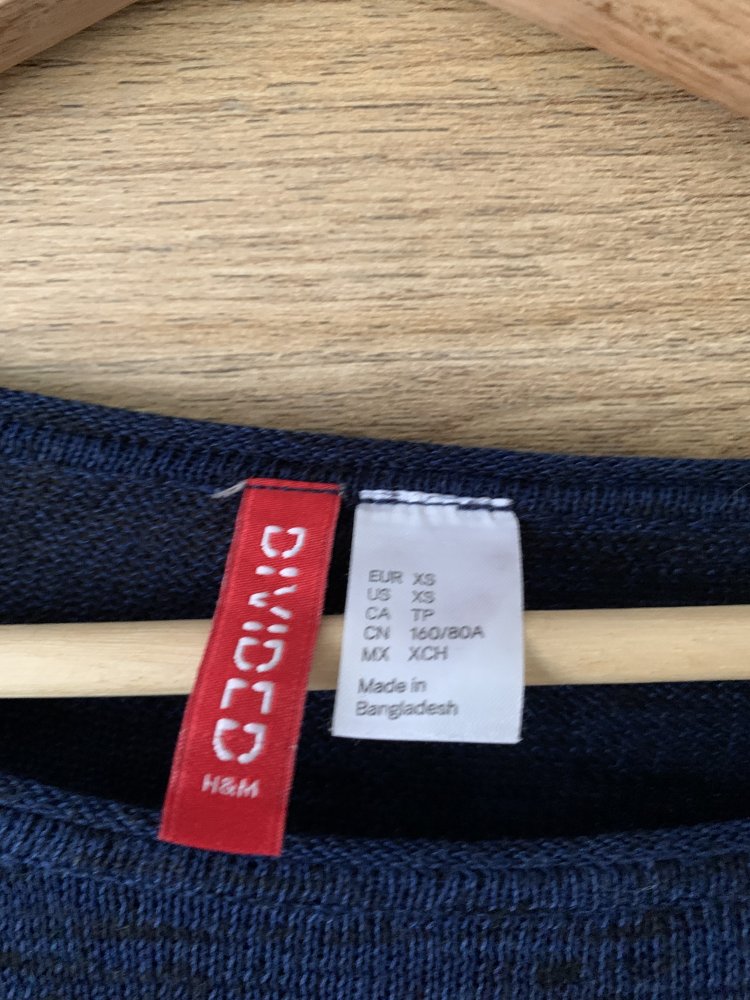 DIVIDED
H&M
EUR XS
US XS
CA TP
CN 160/80A
MX XCH
Made in
Bangladesh